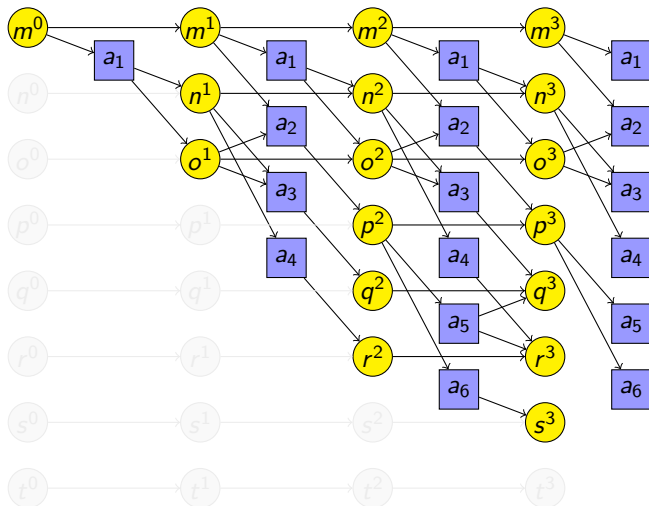 m⁰ m¹ m² m³
a₁ a₁ a₁ a₁
n⁰ n¹ n² n³
a₂ a₂ a₂
o⁰ o¹ o² o³
a₃ a₃ a₃
p⁰ p¹ p² p³
a₄ a₄ a₄
q⁰ q¹ q² q³
a₅ a₅
r⁰ r¹ r² r³
a₆ a₆
s⁰ s¹ s² s³
t⁰ t¹ t² t³